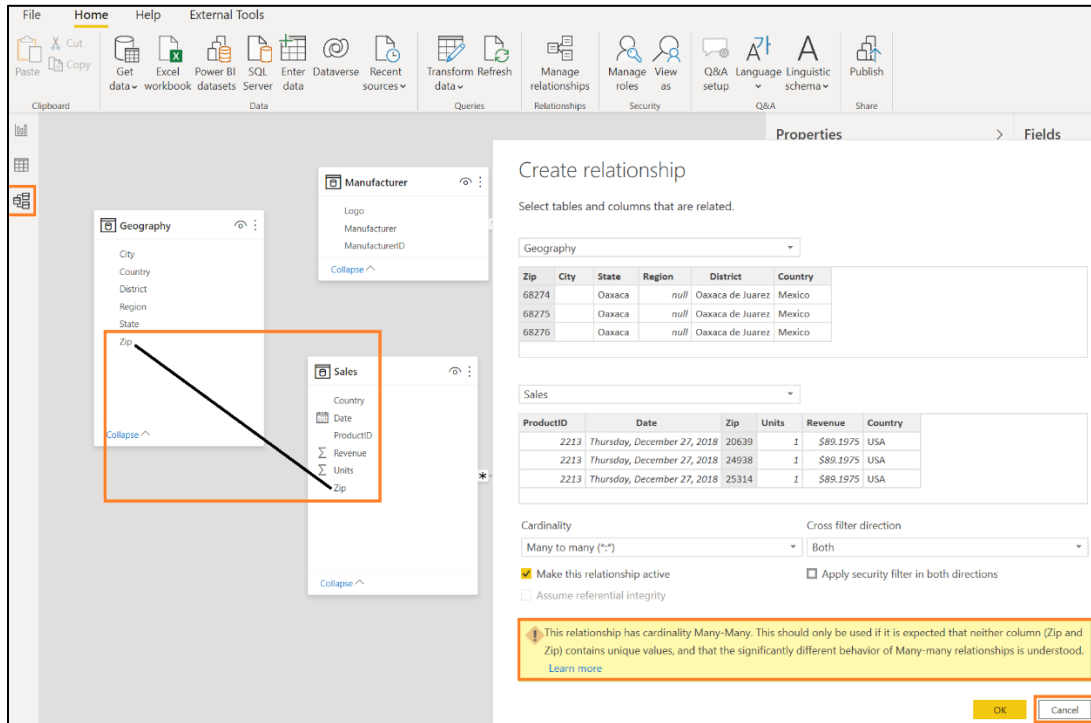 File Home Help External Tools
Paste
Cut
Copy
Get data
Excel workbook
Power BI datasets
SQL Server
Enter data
Dataverse
Recent sources
Transform data
Refresh
Manage relationships
Manage roles
View as
Q&A setup
Language
Linguistic schema
Publish
Clipboard Data Queries Relationships Security Q&A Share
Properties > Fields
Geography
City
Country
District
Region
State
Zip
Collapse
Manufacturer
Logo
Manufacturer
ManufacturerID
Collapse
Sales
Country
Date
ProductID
Σ Revenue
Σ Units
Zip
Collapse
*
Create relationship
Select tables and columns that are related.
Geography
Zip City State Region District Country
68274 Oaxaca null Oaxaca de Juarez Mexico
68275 Oaxaca null Oaxaca de Juarez Mexico
68276 Oaxaca null Oaxaca de Juarez Mexico
Sales
ProductID Date Zip Units Revenue Country
2213 Thursday, December 27, 2018 20639 1 $89.1975 USA
2213 Thursday, December 27, 2018 24938 1 $89.1975 USA
2213 Thursday, December 27, 2018 25314 1 $89.1975 USA
Cardinality Cross filter direction
Many to many (*:*) Both
Make this relationship active Apply security filter in both directions
Assume referential integrity
This relationship has cardinality Many-Many. This should only be used if it is expected that neither column (Zip and
Zip) contains unique values, and that the significantly different behavior of Many-many relationships is understood.
Learn more
OK Cancel